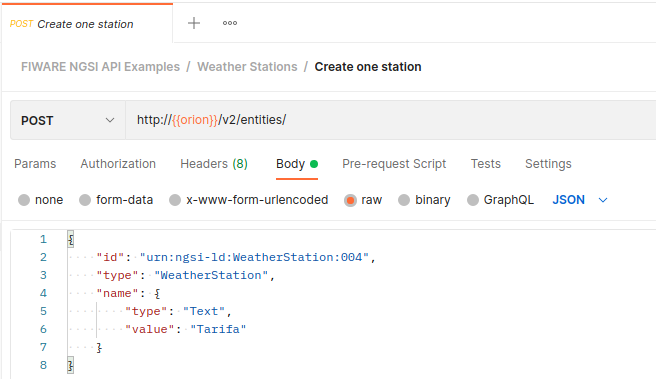 POST Create one station
FIWARE NGSI API Examples / Weather Stations / Create one station
POST http://{{orion}}/v2/entities/
Params Authorization Headers (8) Body Pre-request Script Tests Settings
none form-data x-www-form-urlencoded raw binary GraphQL JSON
1 {
2 "id": "urn:ngsi-ld:WeatherStation:004",
3 "type": "WeatherStation",
4 "name": {
5 "type": "Text",
6 "value": "Tarifa"
7 }
8 }